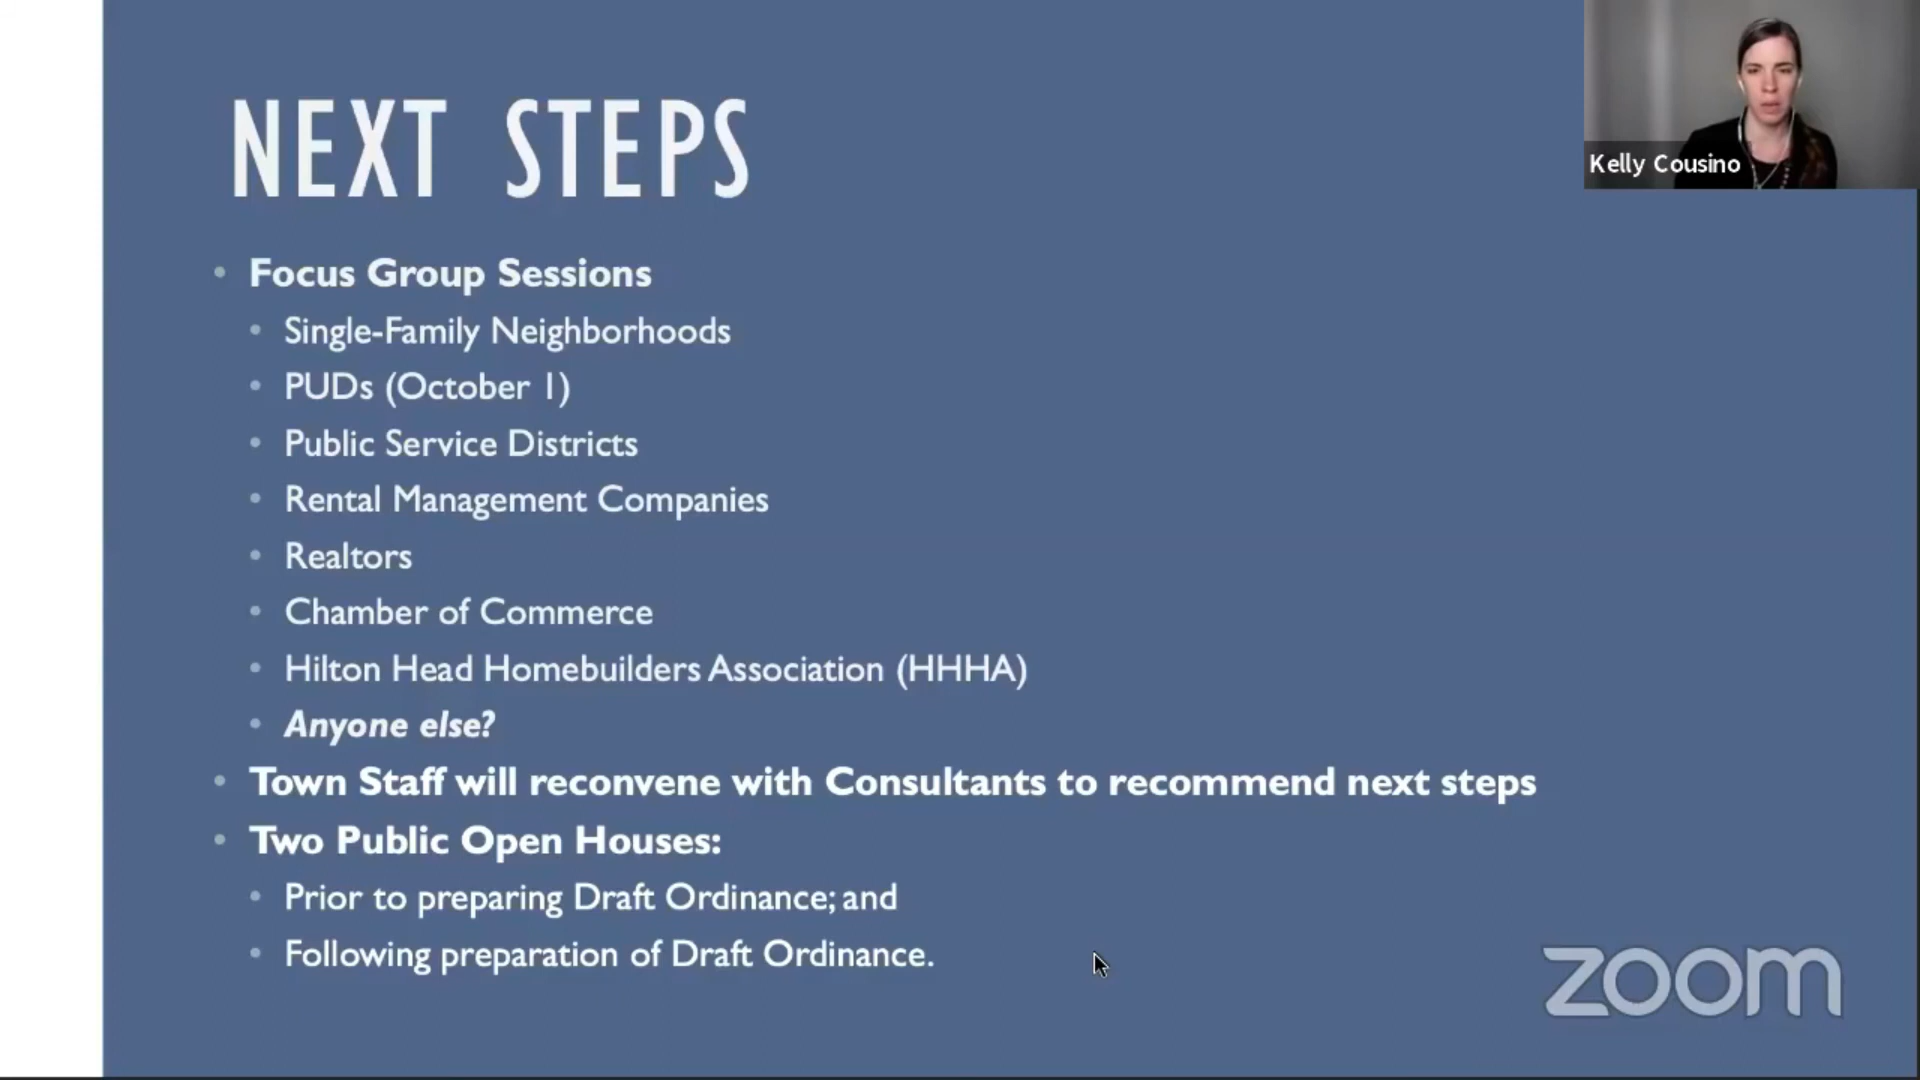 NEXT STEPS
Kelly Cousino
• Focus Group Sessions
• Single-Family Neighborhoods
• PUDs (October 1)
• Public Service Districts
• Rental Management Companies
• Realtors
• Chamber of Commerce
• Hilton Head Homebuilders Association (HHHA)
• Anyone else?
• Town Staff will reconvene with Consultants to recommend next steps
• Two Public Open Houses:
• Prior to preparing Draft Ordinance; and
• Following preparation of Draft Ordinance.
zoom